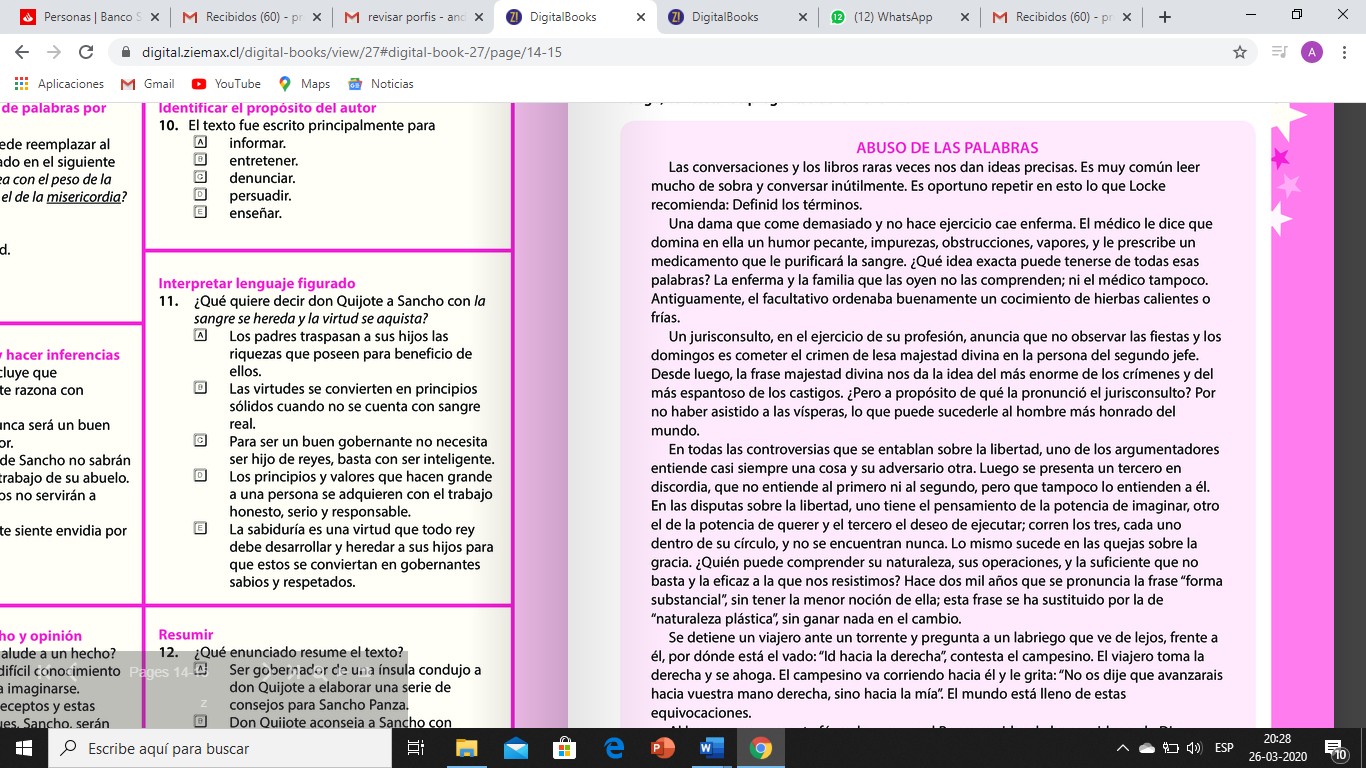 Personas | Banco S
Recibidos (60) - pr
revisar porfis - and
DigitalBooks
DigitalBooks
(12) WhatsApp
Recibidos (60) - pr
digital.ziemax.cl/digital-books/view/27#digital-book-27/page/14-15
A
Aplicaciones
Gmail
YouTube
Maps
Noticias
de palabras por
ede reemplazar al
ado en el siguiente
ea con el peso de la
el de la misericordia?
d.
y hacer inferencias
cluye que
te razona con
unca será un buen
or.
de Sancho no sabrán
trabajo de su abuelo.
os no servirán a
te siente envidia por
ho y opinión
alude a un hecho?
difícil el conocimiento
a imaginarse.
eceptos y estas
ues, Sancho, serán
Identificar el propósito del autor
10. El texto fue escrito principalmente para
A informar.
B entretener.
C denunciar.
D persuadir.
E enseñar.
Interpretar lenguaje figurado
11. ¿Qué quiere decir don Quijote a Sancho con la
sangre se hereda y la virtud se aquista?
A Los padres traspasan a sus hijos las
riquezas que poseen para beneficio de
ellos.
B Las virtudes se convierten en principios
sólidos cuando no se cuenta con sangre
real.
C Para ser un buen gobernante no necesita
ser hijo de reyes, basta con ser inteligente.
D Los principios y valores que hacen grande
a una persona se adquieren con el trabajo
honesto, serio y responsable.
E La sabiduría es una virtud que todo rey
debe desarrollar y heredar a sus hijos para
que estos se conviertan en gobernantes
sabios y respetados.
Resumir
12. ¿Qué enunciado resume el texto?
A Ser gobernador de una ínsula condujo a
don Quijote a elaborar una serie de
consejos para Sancho Panza.
B Don Quijote aconseja a Sancho con
Pages 14-15
ABUSO DE LAS PALABRAS
Las conversaciones y los libros raras veces nos dan ideas precisas. Es muy común leer
mucho de sobra y conversar inútilmente. Es oportuno repetir en esto lo que Locke
recomienda: Definid los términos.
Una dama que come demasiado y no hace ejercicio cae enferma. El médico le dice que
domina en ella un humor pecante, impurezas, obstrucciones, vapores, y le prescribe un
medicamento que le purificará la sangre. ¿Qué idea exacta puede tenerse de todas esas
palabras? La enferma y la familia que las oyen no las comprenden; ni el médico tampoco.
Antiguamente, el facultativo ordenaba buenamente un cocimiento de hierbas calientes o
frías.
Un jurisconsulto, en el ejercicio de su profesión, anuncia que no observar las fiestas y los
domingos es cometer el crimen de lesa majestad divina en la persona del segundo jefe.
Desde luego, la frase majestad divina nos da la idea del más enorme de los crímenes y del
más espantoso de los castigos. ¿Pero a propósito de qué la pronunció el jurisconsulto? Por
no haber asistido a las vísperas, lo que puede sucederle al hombre más honrado del
mundo.
En todas las controversias que se entablan sobre la libertad, uno de los argumentadores
entiende casi siempre una cosa y su adversario otra. Luego se presenta un tercero en
discordia, que no entiende al primero ni al segundo, pero que tampoco lo entienden a él.
En las disputas sobre la libertad, uno tiene el pensamiento de la potencia de imaginar, otro
el de la potencia de querer y el tercero el deseo de ejecutar; corren los tres, cada uno
dentro de su círculo, y no se encuentran nunca. Lo mismo sucede en las quejas sobre la
gracia. ¿Quién puede comprender su naturaleza, sus operaciones, y la suficiente que no
basta y la eficaz a la que nos resistimos? Hace dos mil años que se pronuncia la frase “forma
substancial”, sin tener la menor noción de ella; esta frase se ha sustituido por la de
“naturaleza plástica”, sin ganar nada en el cambio.
Se detiene un viajero ante un torrente y pregunta a un labriego que ve de lejos, frente a
él, por dónde está el vado: “Id hacia la derecha”, contesta el campesino. El viajero toma la
derecha y se ahoga. El campesino va corriendo hacia él y le grita: “No os dije que avanzarais
hacia vuestra mano derecha, sino hacia la mía”. El mundo está lleno de estas
equivocaciones.
Escribe aquí para buscar
ESP
20:28
26-03-2020
10